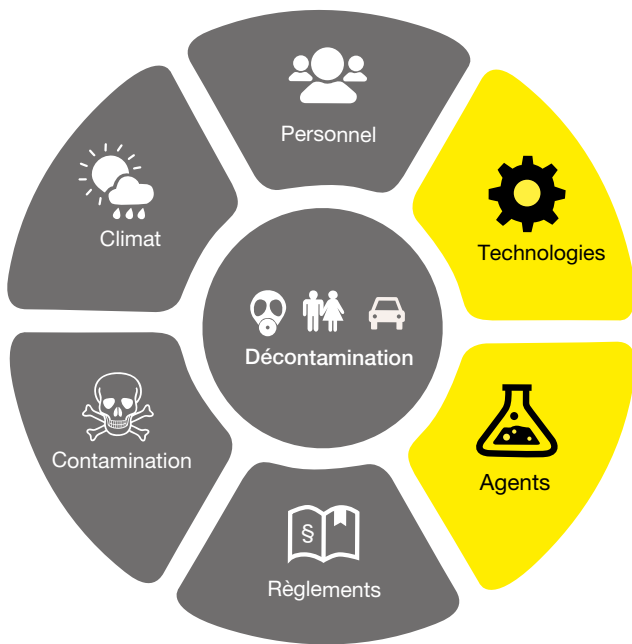 Personnel
Technologies
Climat
Décontamination
Contamination
Agents
§
Règlements